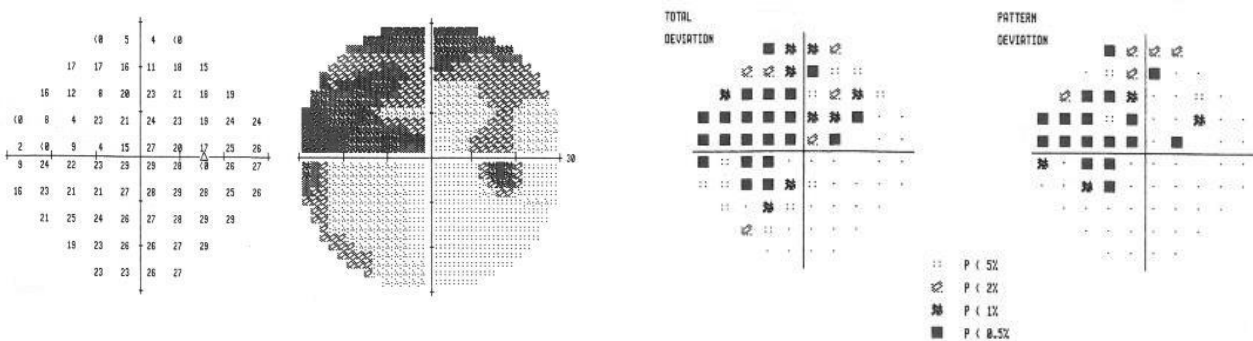 TOTAL
DEVIATION
PATTERN
DEVIATION
(0 5 4 (0
17 17 16 11 18 15
16 12 8 20 23 21 18 19
(0 8 4 23 21 24 23 19 24 24
2 (0 9 4 15 27 20 17 25 26
30
9 24 22 23 29 29 28 (0 26 27
16 23 21 21 27 28 29 28 25 26
21 25 24 26 27 28 29 29
19 23 26 26 27 29
23 23 26 27
P ( 5%
P ( 2%
P ( 1%
P ( 0.5%